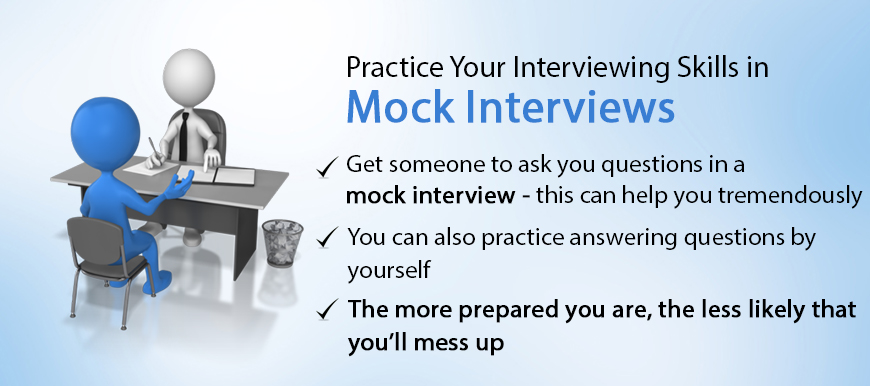 Practice Your Interviewing Skills in
Mock Interviews
Get someone to ask you questions in a
mock interview - this can help you tremendously
You can also practice answering questions by
yourself
The more prepared you are, the less likely that
you'll mess up